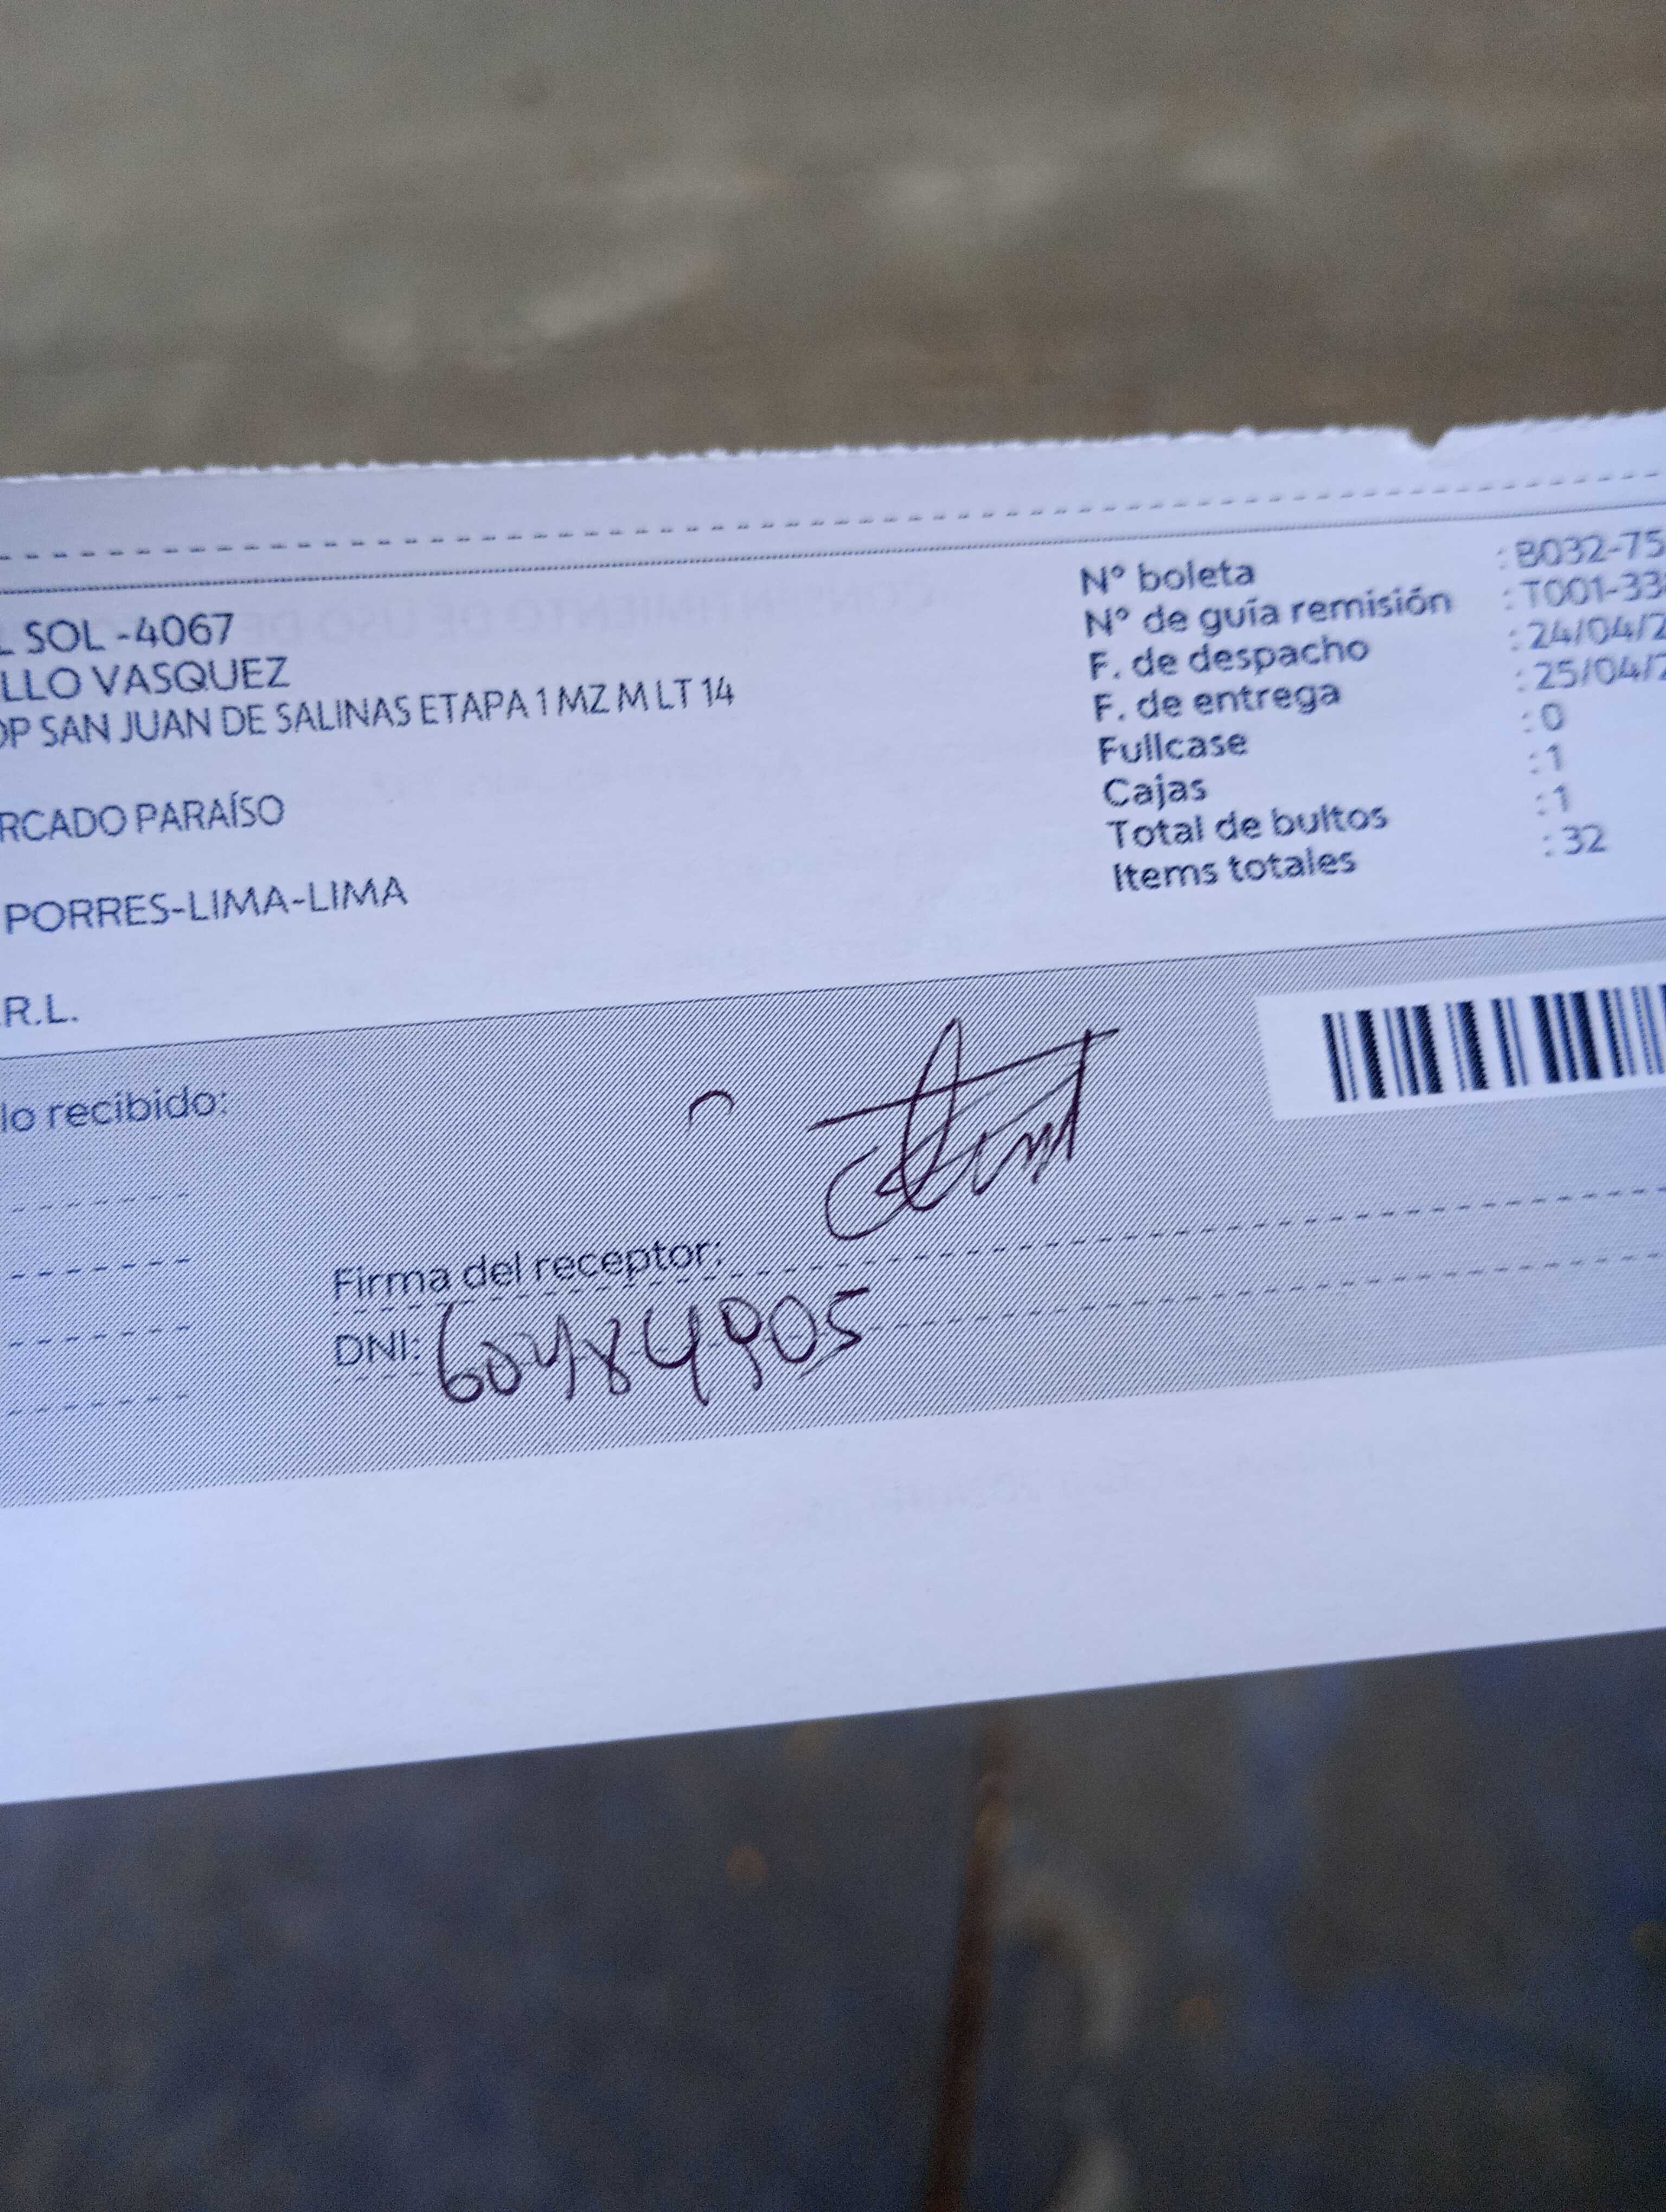 L SOL -4067
LLO VASQUEZ
OP SAN JUAN DE SALINAS ETAPA 1 MZ M LT 14
RCADO PARAÍSO
PORRES-LIMA-LIMA
.R.L.
N° boleta : B032-75
N° de guía remisión : T001-33
F. de despacho : 24/04/2
F. de entrega : 25/04/2
Fullcase : 0
Cajas : 1
Total de bultos : 1
Items totales : 32
lo recibido:
Firma del receptor:
DNI: 60484905